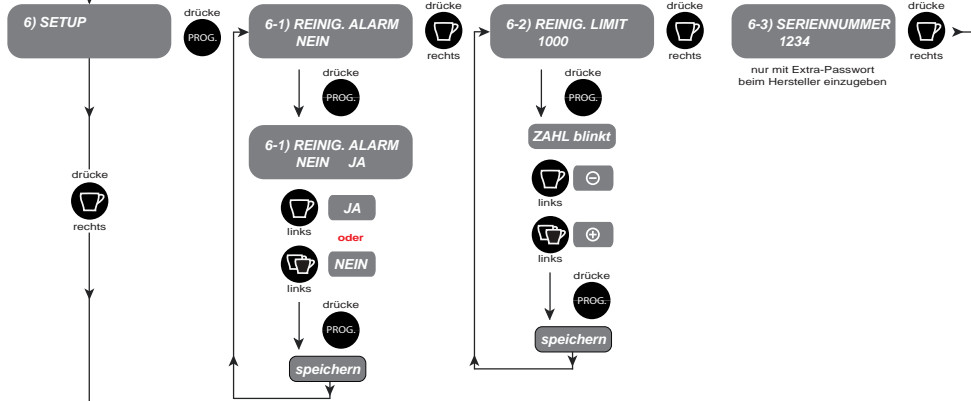 6) SETUP
drücke
PROG.
drücke
rechts
6-1) REINIG. ALARM
NEIN
drücke
rechts
drücke
PROG.
6-1) REINIG. ALARM
NEIN JA
links
JA
oder
links
NEIN
drücke
PROG.
speichern
6-2) REINIG. LIMIT
1000
drücke
rechts
drücke
PROG.
ZAHL blinkt
links
⊖
links
⊕
drücke
PROG.
speichern
6-3) SERIENNUMMER
1234
nur mit Extra-Passwort
beim Hersteller einzugeben
drücke
rechts